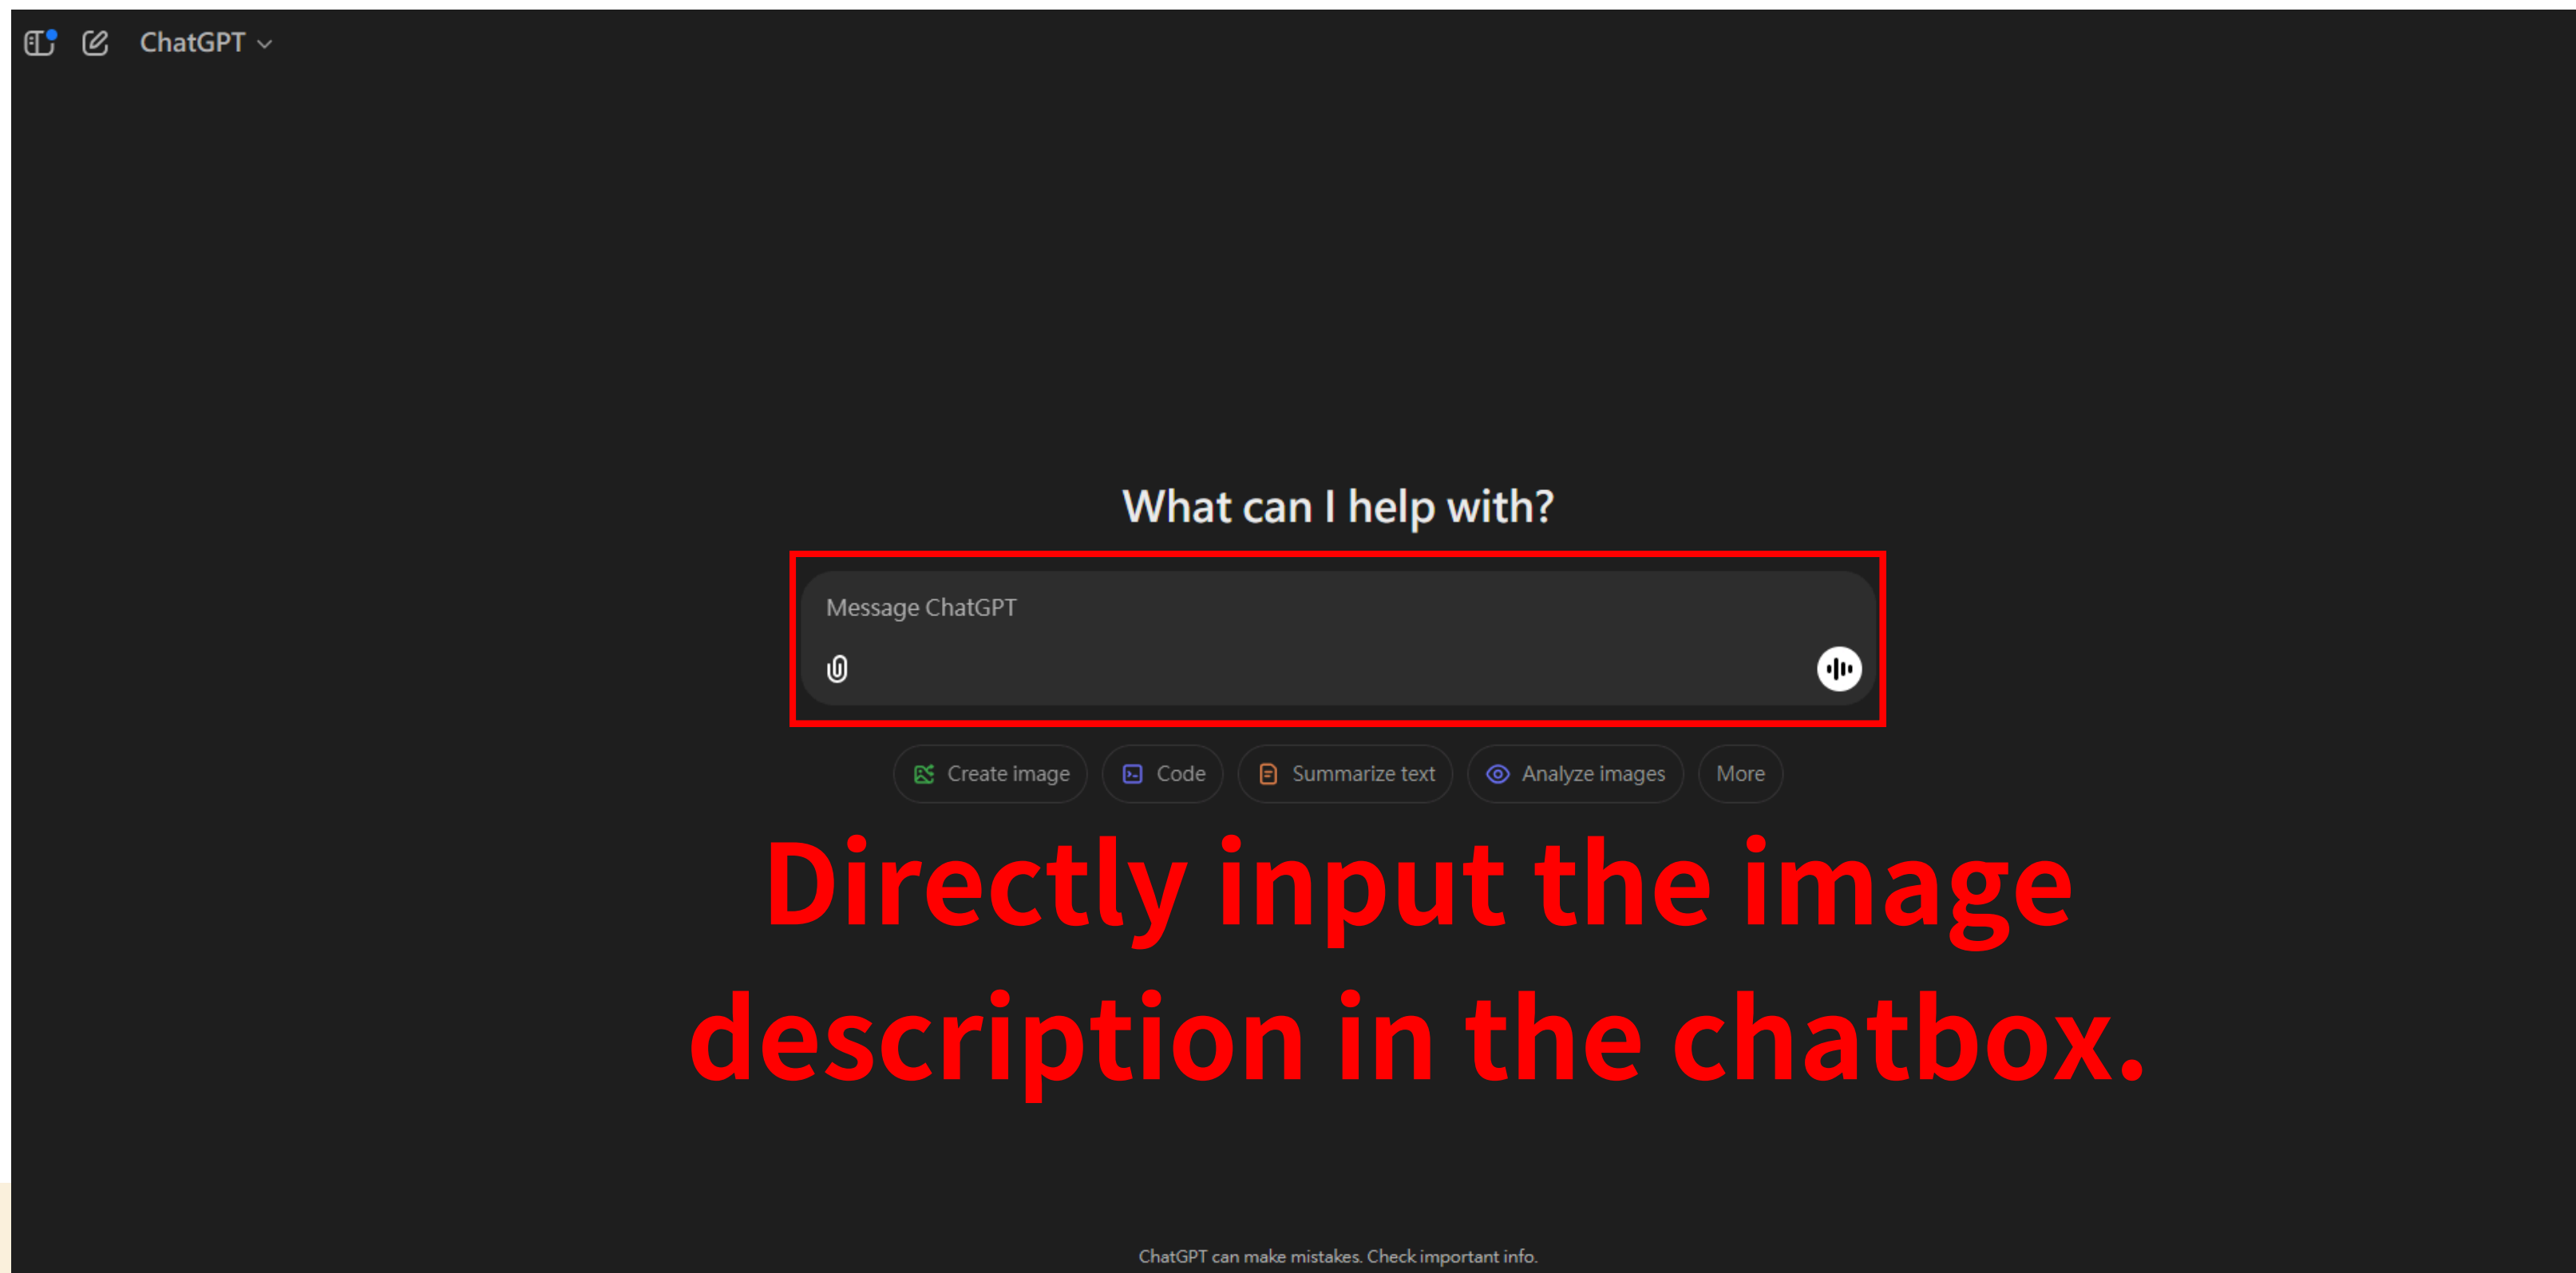 ChatGPT
What can I help with?
Message ChatGPT
Create image Code Summarize text Analyze images More
Directly input the image
description in the chatbox.
ChatGPT can make mistakes. Check important info.